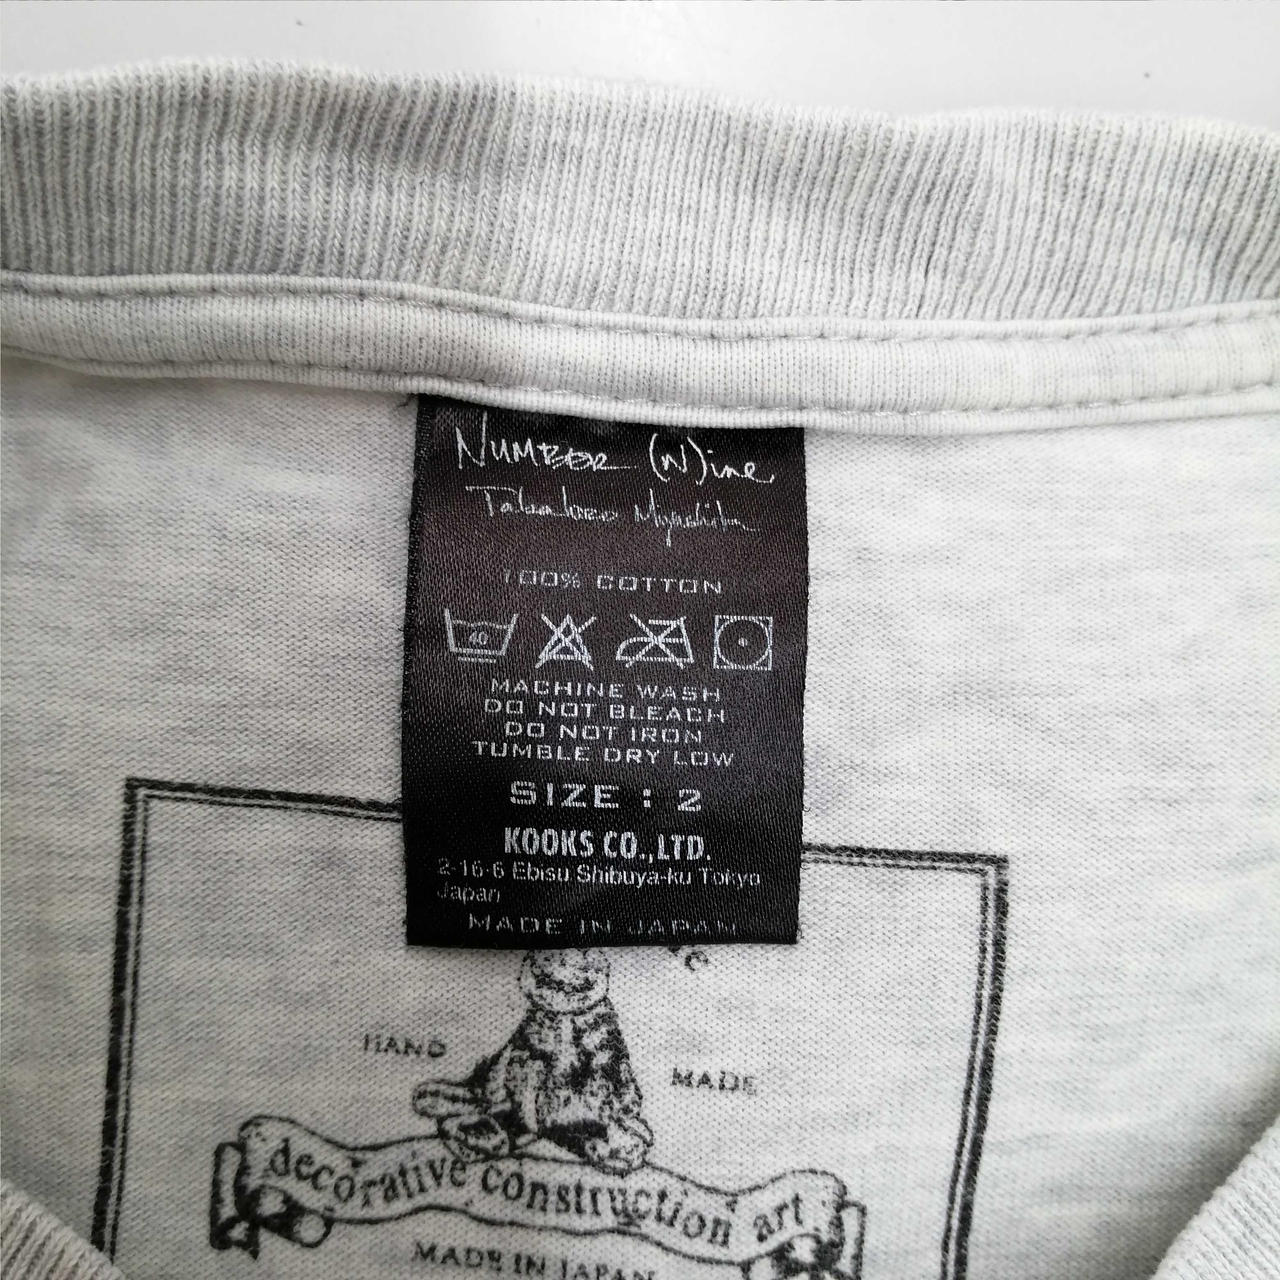 NUMBER (N)ine
Takahiro Miyashita
100% COTTON
40
MACHINE WASH
DO NOT BLEACH
DO NOT IRON
TUMBLE DRY LOW
SIZE : 2
KOOKS CO.,LTD.
2-16-6 Ebisu Shibuya-ku Tokyo
Japan
MADE IN JAPAN
HAND MADE
decorative construction art
MADE IN JAPAN